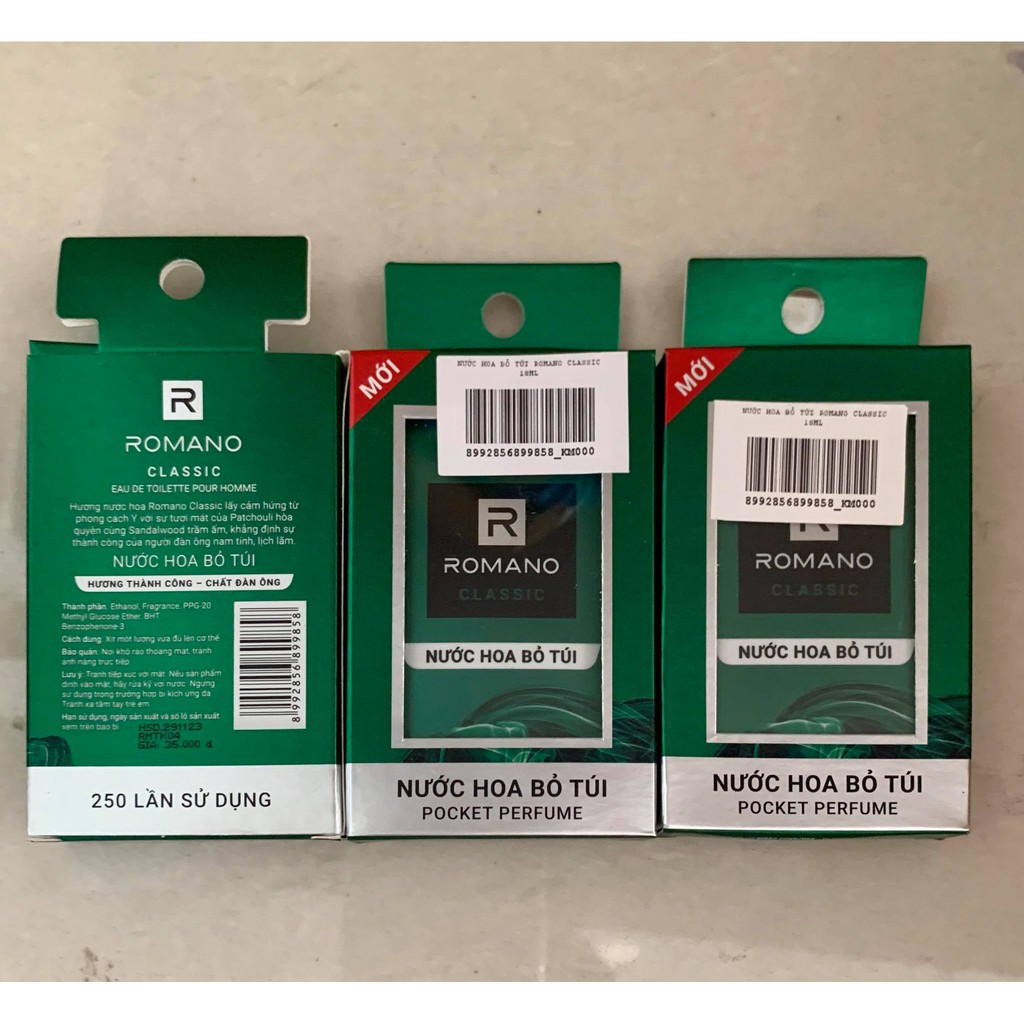 R
ROMANO
CLASSIC
EAU DE TOILETTE POUR HOMME
Hương nước hoa Romano Classic lấy cảm hứng từ
phong cách Ý với sự tươi mát của Patchouli hòa
quyện cùng Sandalwood trầm ấm, khẳng định sự
thành công của người đàn ông nam tính, lịch lãm.
NƯỚC HOA BỎ TÚI
HƯƠNG THÀNH CÔNG – CHẤT ĐÀN ÔNG
Thành phần: Ethanol, Fragrance, PPG-20
Methyl Glucose Ether, BHT
Benzophenone-3
Cách dùng: Xịt một lượng vừa đủ lên cơ thể
Bảo quản: Nơi khô ráo thoáng mát, tránh
ánh nắng trực tiếp
Lưu ý: Tránh tiếp xúc với mắt. Nếu sản phẩm
dính vào mắt, hãy rửa kỹ với nước. Ngưng
sử dụng trong trường hợp bị kích ứng da
Tránh xa tầm tay trẻ em
Hạn sử dụng, ngày sản xuất và số lô sản xuất
xem trên bao bì
HSD.291123
RMTK04
GIA: 35.000 đ
8992856899858
250 LẦN SỬ DỤNG
MỚI
NƯỚC HOA BỎ TÚI ROMANO CLASSIC
18ML
8992856899858_KM000
R
ROMANO
CLASSIC
NƯỚC HOA BỎ TÚI
NƯỚC HOA BỎ TÚI
POCKET PERFUME
MỚI
NƯỚC HOA BỎ TÚI ROMANO CLASSIC
18ML
8992856899858_KM000
R
ROMANO
CLASSIC
NƯỚC HOA BỎ TÚI
NƯỚC HOA BỎ TÚI
POCKET PERFUME